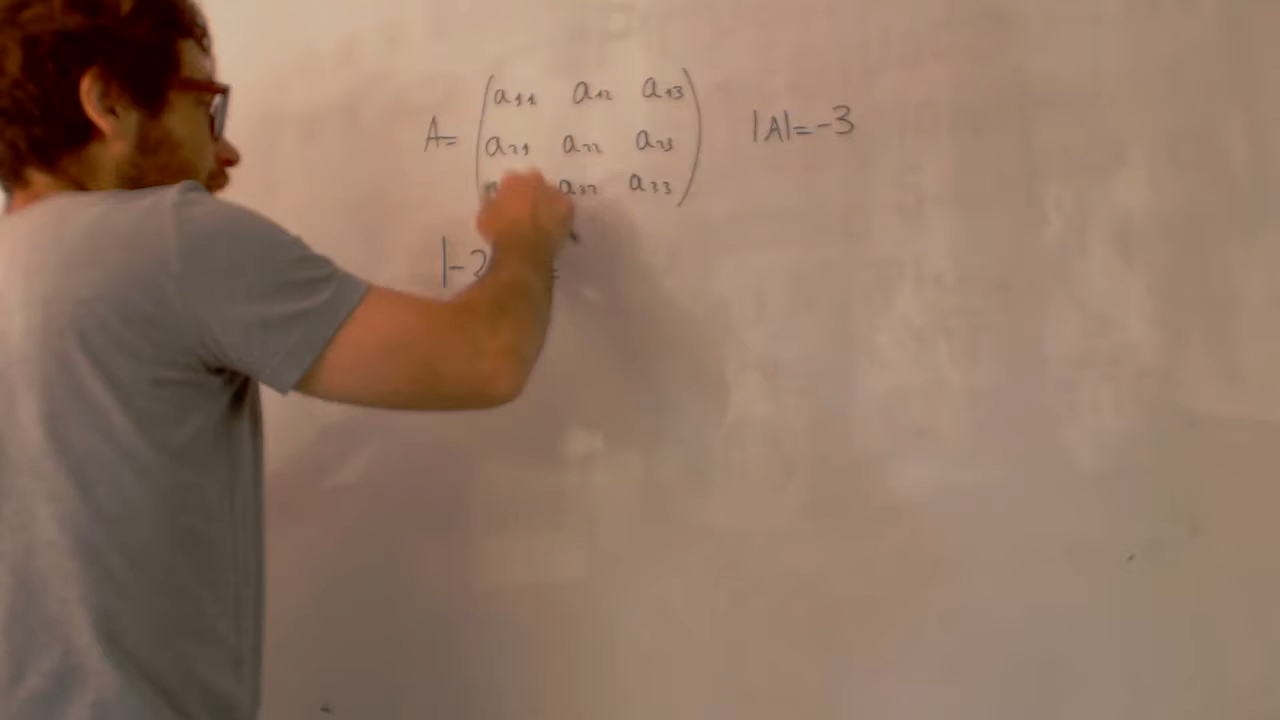 A= (a₁₁ a₁₂ a₁₃) |A|=-3
a₂₁ a₂₂ a₂₃
a₃₂ a₃₃
|-2 =